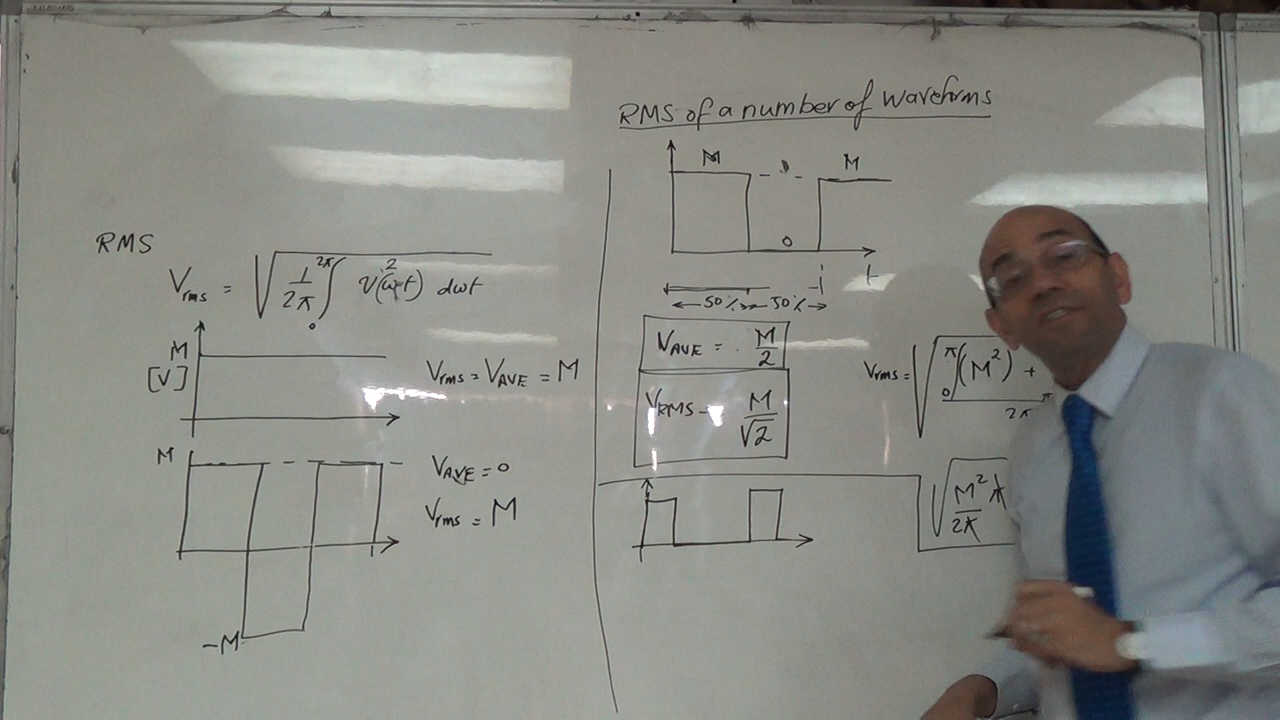 RMS of a number of waveforms
RMS
Vrms = √ 1/2π ∫ 0 2π V(ωt)² dωt
M
[V]
Vrms = VAVE = M
M
-M
VAVE = 0
Vrms = M
M
M
0
t
50% 50%
VAVE = M/2
VRMS = M/√2
Vrms = √ 0 π ∫(M²) +
π
2π
√ M² π
2π